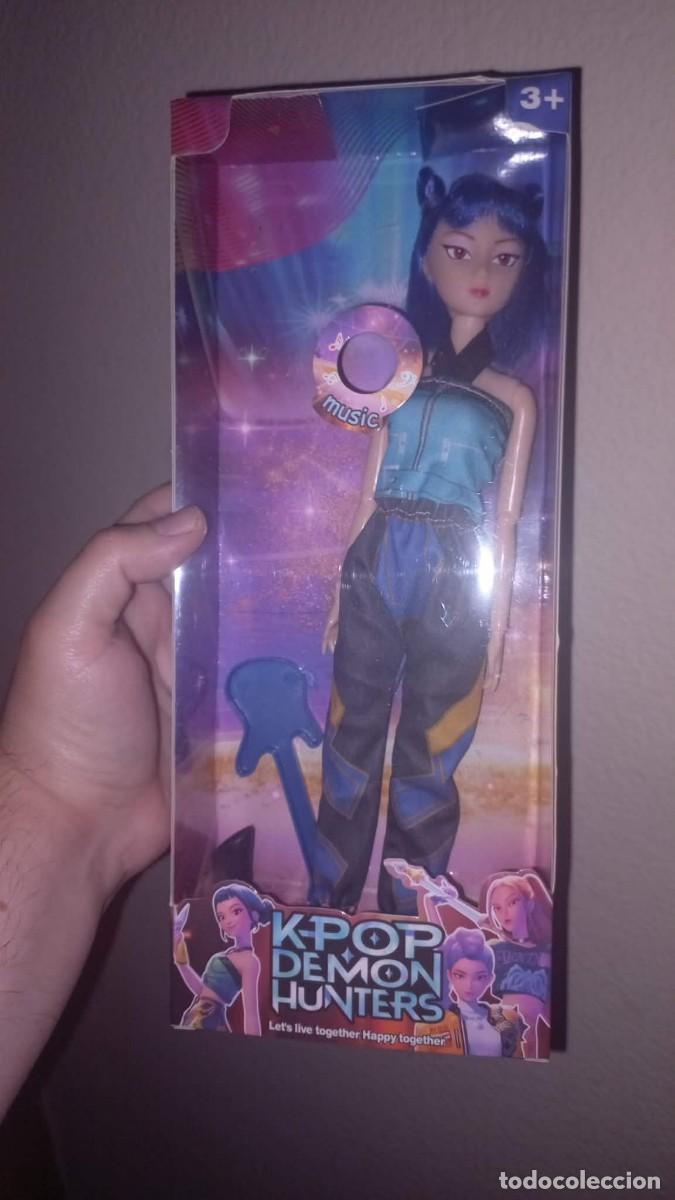 3+
music
K-POP
DEMON
HUNTERS
Let's live together Happy together
todocoleccion